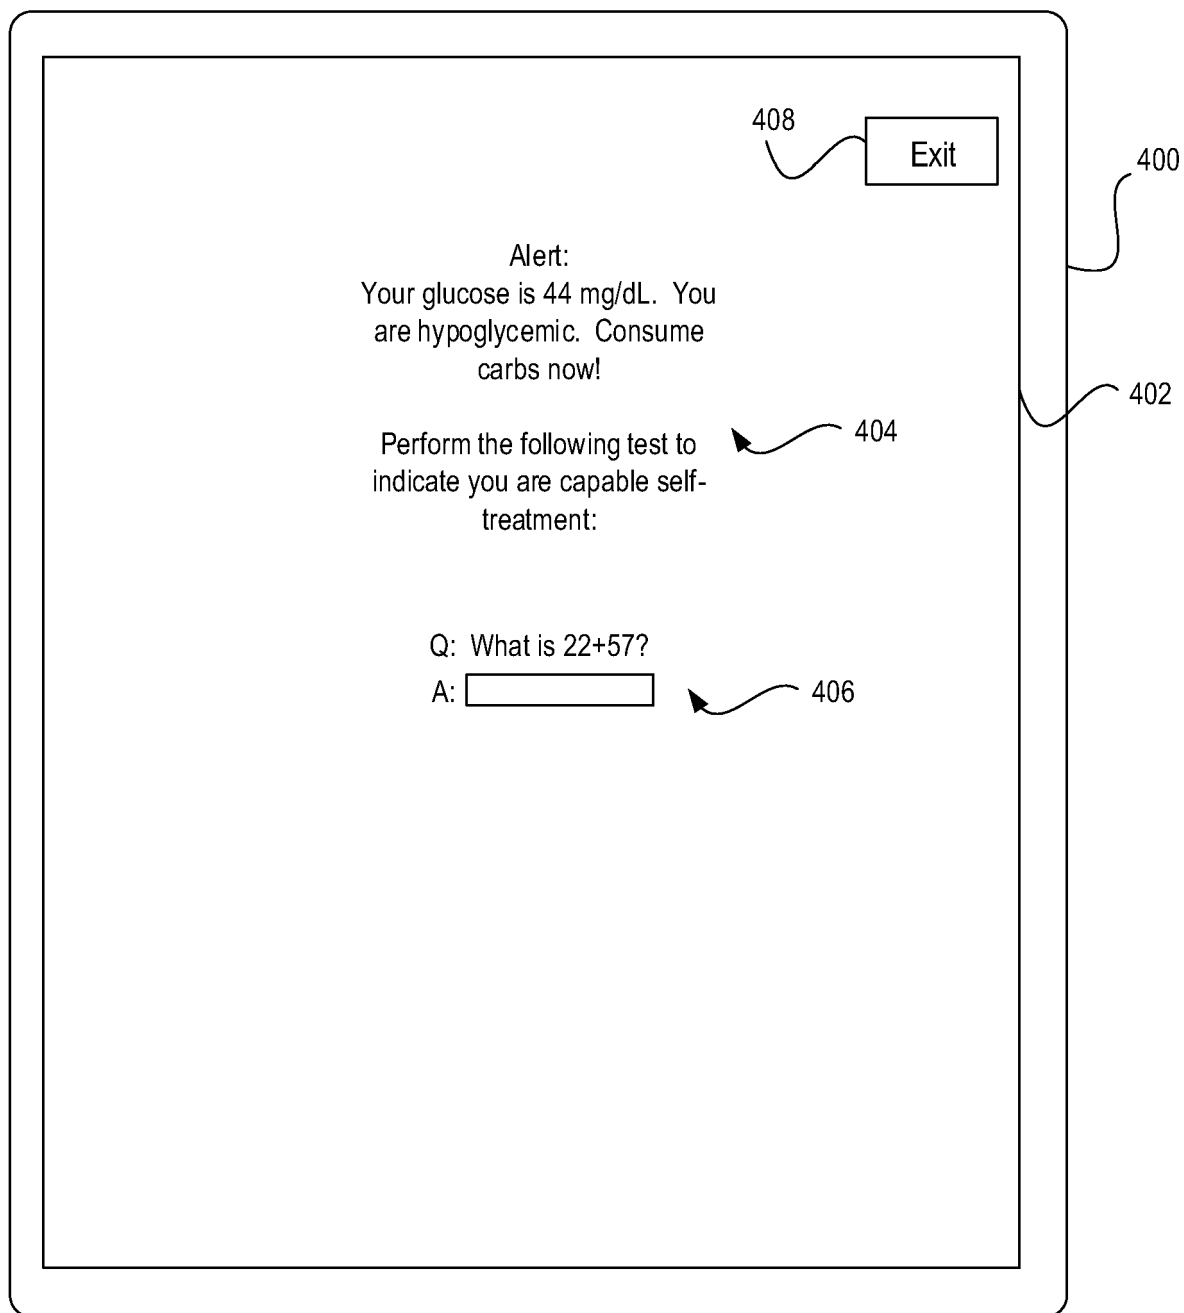 408
Exit
400
Alert:
Your glucose is 44 mg/dL. You
are hypoglycemic. Consume
carbs now!
402
404
Perform the following test to
indicate you are capable self-
treatment:
Q: What is 22+57?
A:
406